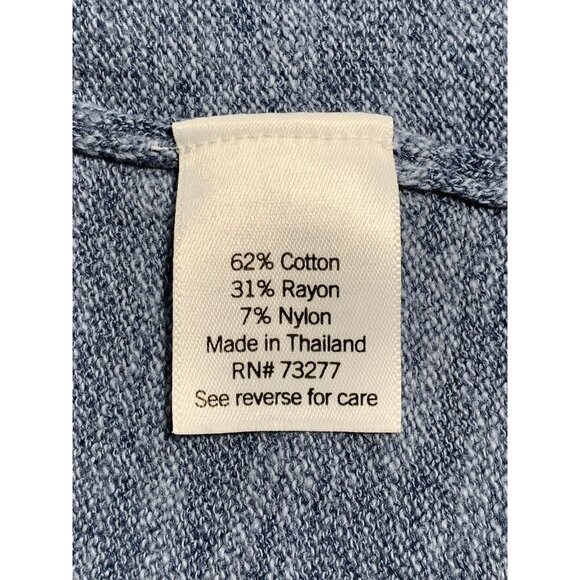 62% Cotton
31% Rayon
7% Nylon
Made in Thailand
RN# 73277
See reverse for care